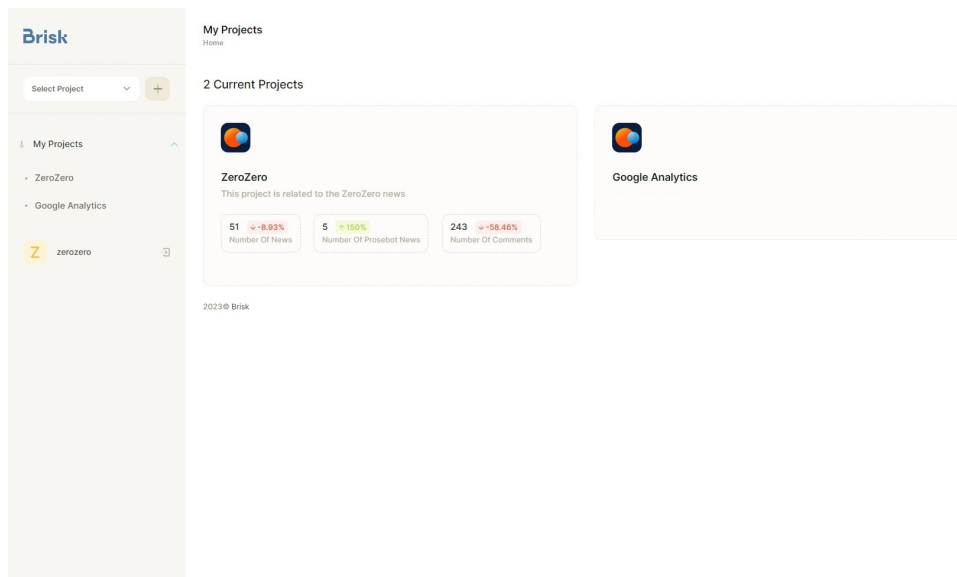 Brisk
Select Project
My Projects
ZeroZero
Google Analytics
Z zerozero
My Projects
Home
2 Current Projects
ZeroZero
This project is related to the ZeroZero news
51 -8.93%
Number Of News
5 150%
Number Of Prosebot News
243 -58.46%
Number Of Comments
Google Analytics
2023© Brisk